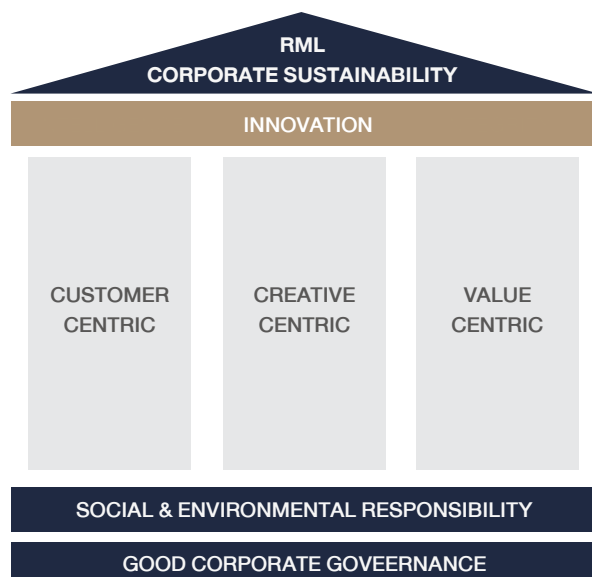 RML
CORPORATE SUSTAINABILITY
INNOVATION
CUSTOMER
CENTRIC
CREATIVE
CENTRIC
VALUE
CENTRIC
SOCIAL & ENVIRONMENTAL RESPONSIBILITY
GOOD CORPORATE GOVEERNANCE